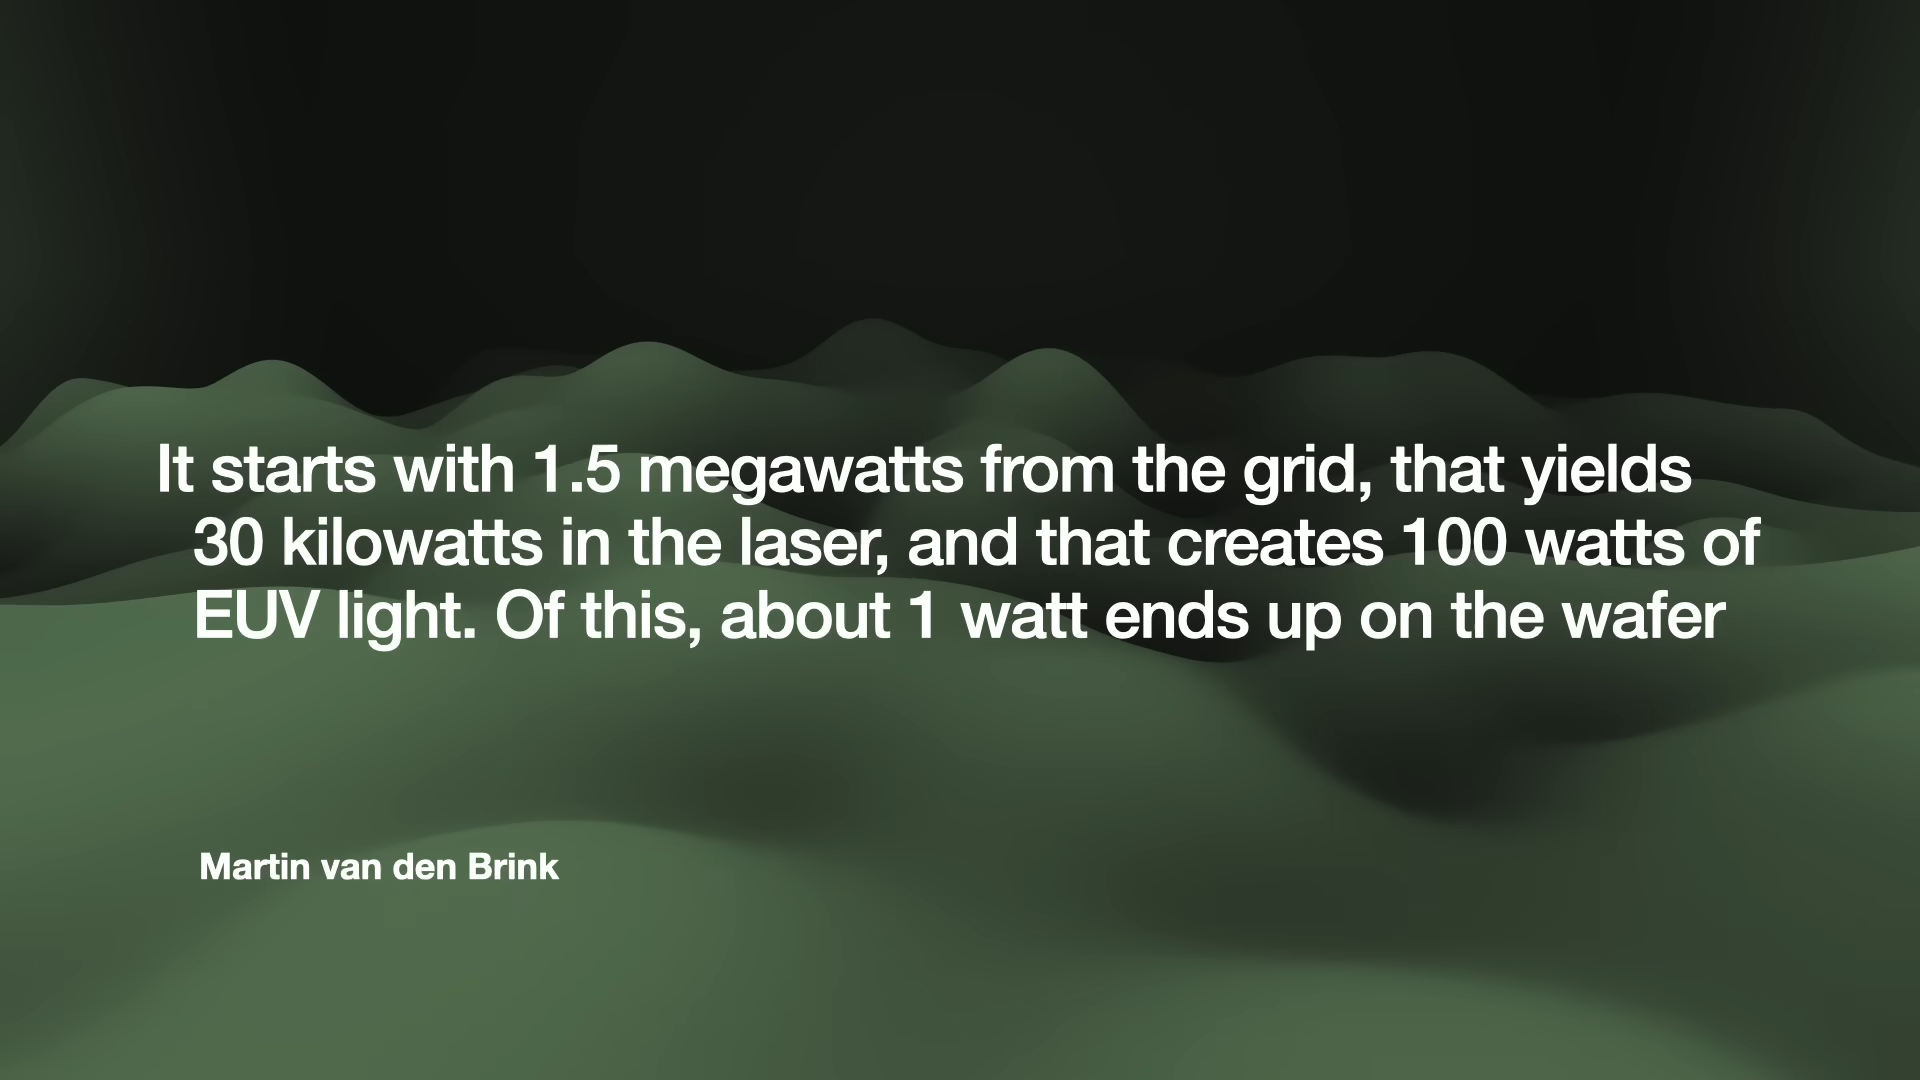 It starts with 1.5 megawatts from the grid, that yields
30 kilowatts in the laser, and that creates 100 watts of
EUV light. Of this, about 1 watt ends up on the wafer
Martin van den Brink